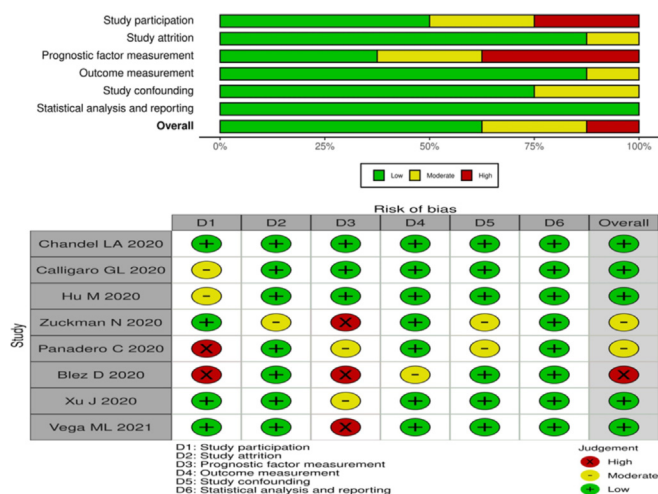 Study participation
Study attrition
Prognostic factor measurement
Outcome measurement
Study confounding
Statistical analysis and reporting
Overall
0% 25% 50% 75% 100%
Low Moderate High
Risk of bias
D1 D2 D3 D4 D5 D6 Overall
Study
Chandel LA 2020
Calligaro GL 2020
Hu M 2020
Zuckman N 2020
Panadero C 2020
Blez D 2020
Xu J 2020
Vega ML 2021
D1: Study participation
D2: Study attrition
D3: Prognostic factor measurement
D4: Outcome measurement
D5: Study confounding
D6: Statistical analysis and reporting
Judgement
High
Moderate
Low